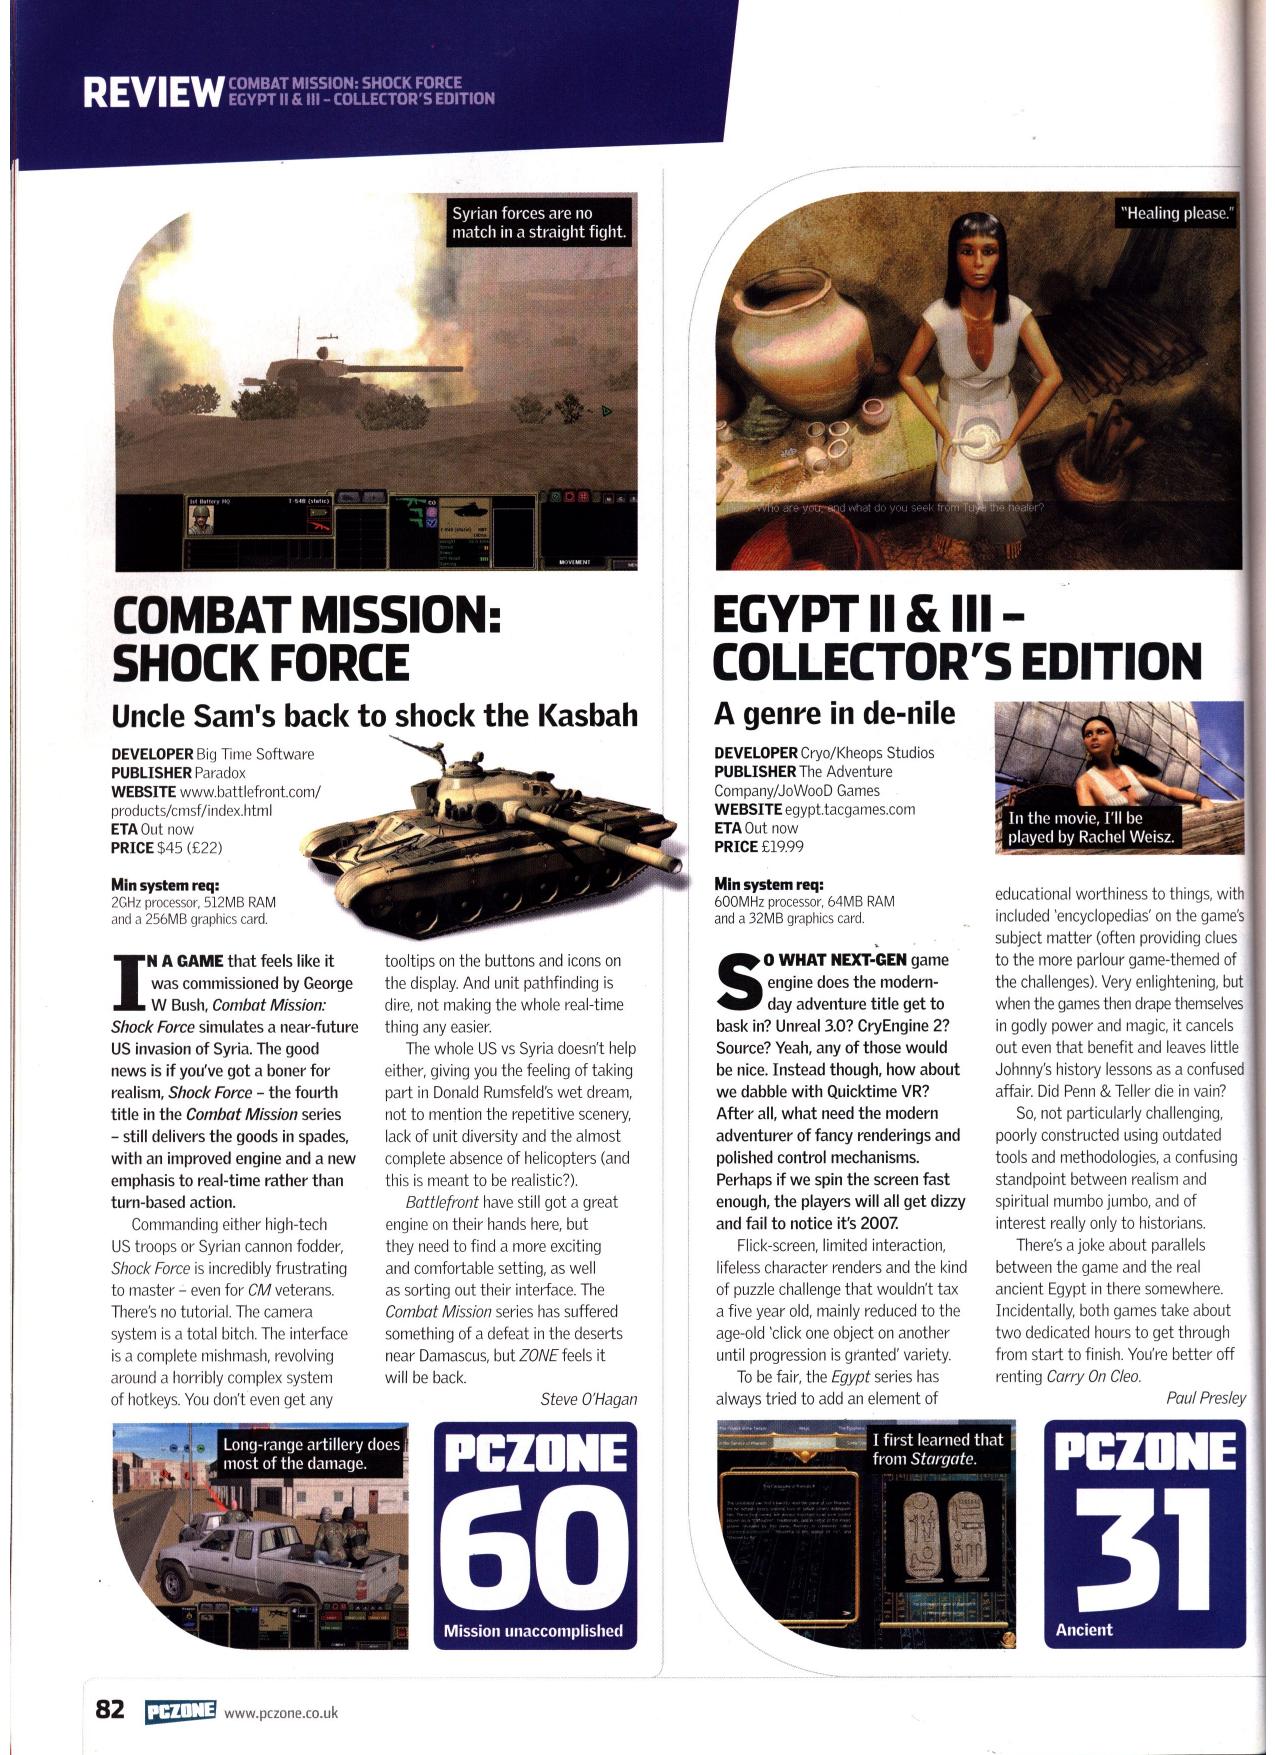 REVIEW
COMBAT MISSION: SHOCK FORCE
EGYPT II & III – COLLECTOR'S EDITION
Syrian forces are no
match in a straight fight.
1st Battery HQ
T-54B (static)
MOVEMENT
COMBAT MISSION:
SHOCK FORCE
Uncle Sam's back to shock the Kasbah
DEVELOPER Big Time Software
PUBLISHER Paradox
WEBSITE www.battlefront.com/
products/cmsf/index.html
ETA Out now
PRICE $45 (£22)
Min system req:
2GHz processor, 512MB RAM
and a 256MB graphics card.
IN A GAME that feels like it
was commissioned by George
W Bush, Combat Mission:
Shock Force simulates a near-future
US invasion of Syria. The good
news is if you've got a boner for
realism, Shock Force – the fourth
title in the Combat Mission series
– still delivers the goods in spades,
with an improved engine and a new
emphasis to real-time rather than
turn-based action.
Commanding either high-tech
US troops or Syrian cannon fodder,
Shock Force is incredibly frustrating
to master – even for CM veterans.
There's no tutorial. The camera
system is a total bitch. The interface
is a complete mishmash, revolving
around a horribly complex system
of hotkeys. You don't even get any
tooltips on the buttons and icons on
the display. And unit pathfinding is
dire, not making the whole real-time
thing any easier.
The whole US vs Syria doesn't help
either, giving you the feeling of taking
part in Donald Rumsfeld's wet dream,
not to mention the repetitive scenery,
lack of unit diversity and the almost
complete absence of helicopters (and
this is meant to be realistic?).
Battlefront have still got a great
engine on their hands here, but
they need to find a more exciting
and comfortable setting, as well
as sorting out their interface. The
Combat Mission series has suffered
something of a defeat in the deserts
near Damascus, but ZONE feels it
will be back.
Steve O'Hagan
Long-range artillery does
most of the damage.
PCZONE
60
Mission unaccomplished
"Healing please."
Hello. Who are you, and what do you seek from Tuya the healer?
EGYPT II & III –
COLLECTOR'S EDITION
A genre in de-nile
DEVELOPER Cryo/Kheops Studios
PUBLISHER The Adventure
Company/JoWooD Games
WEBSITE egypt.tacgames.com
ETA Out now
PRICE £19.99
Min system req:
600MHz processor, 64MB RAM
and a 32MB graphics card.
In the movie, I'll be
played by Rachel Weisz.
SO WHAT NEXT-GEN game
engine does the modern-
day adventure title get to
bask in? Unreal 3.0? CryEngine 2?
Source? Yeah, any of those would
be nice. Instead though, how about
we dabble with Quicktime VR?
After all, what need the modern
adventurer of fancy renderings and
polished control mechanisms.
Perhaps if we spin the screen fast
enough, the players will all get dizzy
and fail to notice it's 2007.
Flick-screen, limited interaction,
lifeless character renders and the kind
of puzzle challenge that wouldn't tax
a five year old, mainly reduced to the
age-old 'click one object on another
until progression is granted' variety.
To be fair, the Egypt series has
always tried to add an element of
educational worthiness to things, with
included 'encyclopedias' on the game's
subject matter (often providing clues
to the more parlour game-themed of
the challenges). Very enlightening, but
when the games then drape themselves
in godly power and magic, it cancels
out even that benefit and leaves little
Johnny's history lessons as a confused
affair. Did Penn & Teller die in vain?
So, not particularly challenging,
poorly constructed using outdated
tools and methodologies, a confusing
standpoint between realism and
spiritual mumbo jumbo, and of
interest really only to historians.
There's a joke about parallels
between the game and the real
ancient Egypt in there somewhere.
Incidentally, both games take about
two dedicated hours to get through
from start to finish. You're better off
renting Carry On Cleo.
Paul Presley
I first learned that
from Stargate.
PCZONE
31
Ancient
82
PCZONE
www.pczone.co.uk